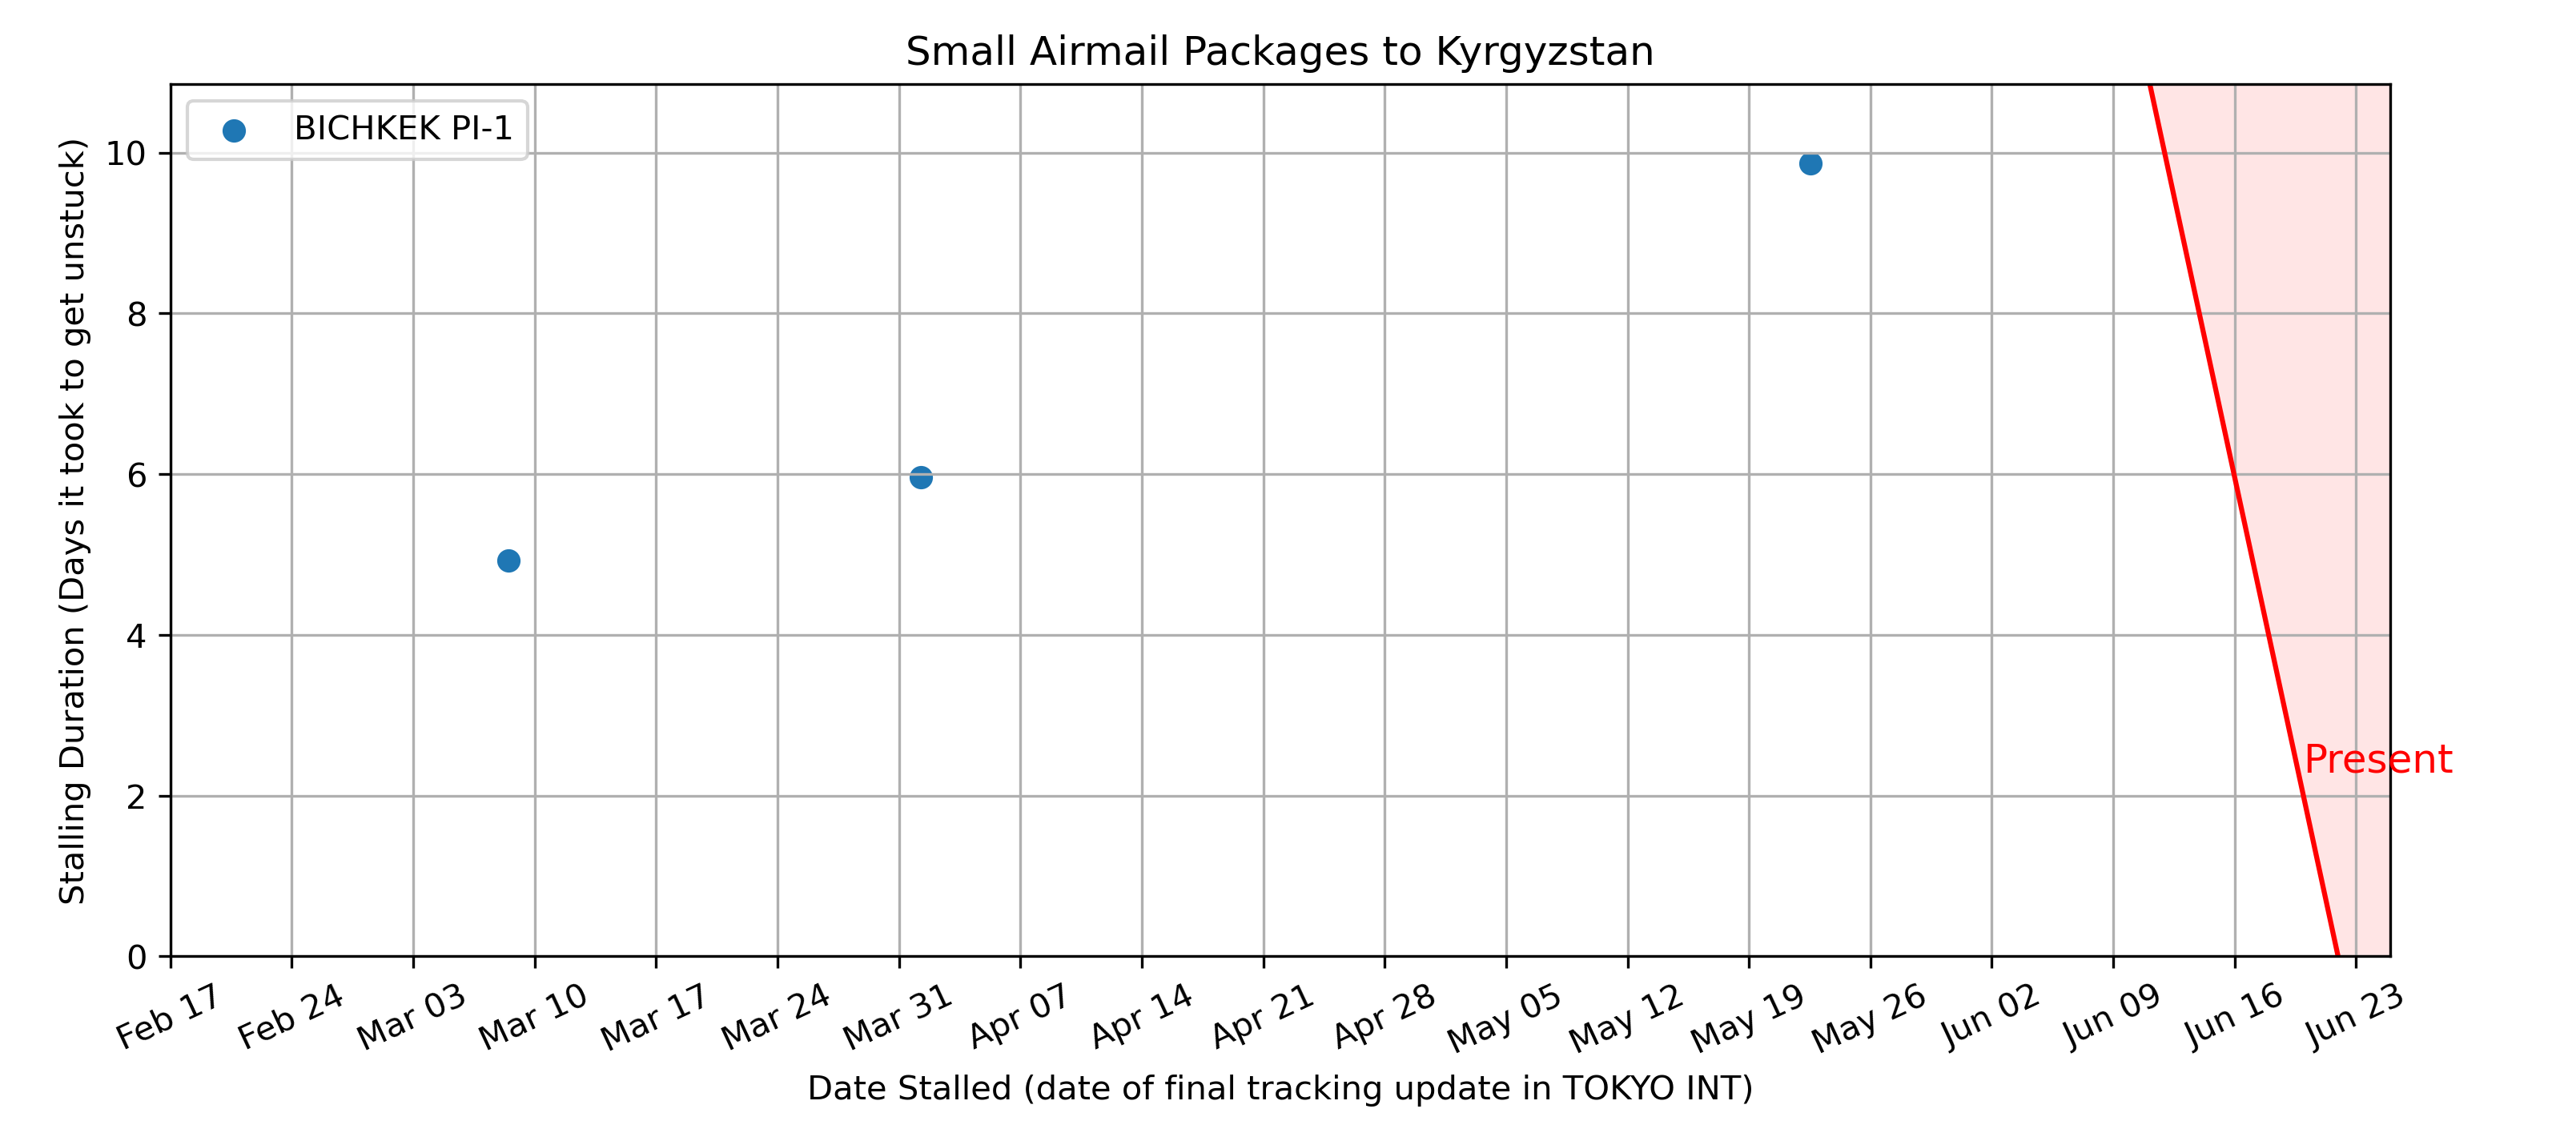 Small Airmail Packages to Kyrgyzstan
BICHKEK PI-1
Stalling Duration (Days it took to get unstuck)
10
8
6
4
2
0
Present
Feb 17
Feb 24
Mar 03
Mar 10
Mar 17
Mar 24
Mar 31
Apr 07
Apr 14
Apr 21
Apr 28
May 05
May 12
May 19
May 26
Jun 02
Jun 09
Jun 16
Jun 23
Date Stalled (date of final tracking update in TOKYO INT)